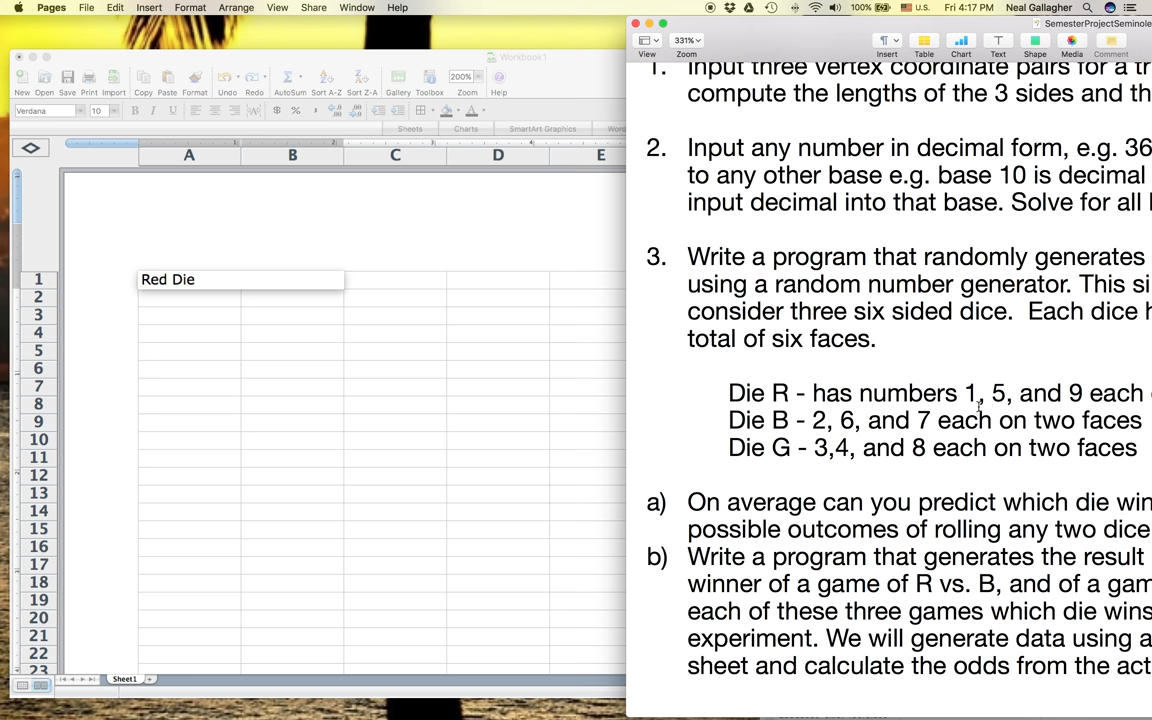 Pages File Edit Insert Format Arrange View Share Window Help 100% U.S. Fri 4:17 PM Neal Gallagher
Workbook1
New Open Save Print Import Copy Paste Format Undo Redo AutoSum Sort A-Z Sort Z-A Gallery Toolbox Zoom Help
200%
Verdana 10 B I U $ %
Sheets Charts SmartArt Graphics Wor
A B C D E
1 Red Die
2
3
4
5
6
7
8
9
10
11
12
13
14
15
16
17
18
19
20
21
22
23
Sheet1
SemesterProjectSeminole
331%
View Zoom Insert Table Chart Text Shape Media Comment
1. Input three vertex coordinate pairs for a tr
compute the lengths of the 3 sides and th
2. Input any number in decimal form, e.g. 36
to any other base e.g. base 10 is decimal
input decimal into that base. Solve for all
3. Write a program that randomly generates
using a random number generator. This si
consider three six sided dice. Each dice h
total of six faces.
Die R - has numbers 1, 5, and 9 each
Die B - 2, 6, and 7 each on two faces
Die G - 3,4, and 8 each on two faces
a) On average can you predict which die win
possible outcomes of rolling any two dice
b) Write a program that generates the result
winner of a game of R vs. B, and of a gam
each of these three games which die wins
experiment. We will generate data using a
sheet and calculate the odds from the act